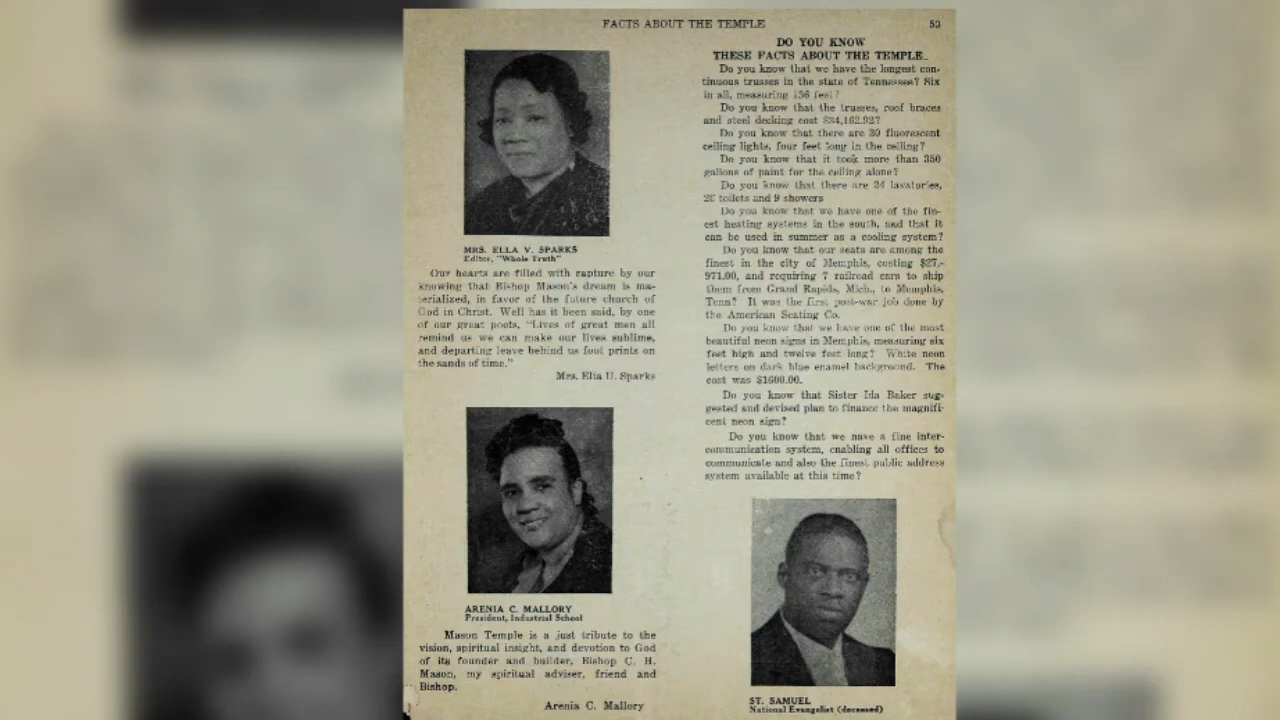 FACTS ABOUT THE TEMPLE 53
MRS. ELLA V. SPARKS
Editor, "Whole Truth"
Our hearts are filled with rapture by our
knowing that Bishop Mason's dream is ma-
terialized, in favor of the future church of
God in Christ. Well has it been said, by one
of our great poets, "Lives of great men all
remind us we can make our lives sublime,
and departing leave behind us foot prints on
the sands of time."
Mrs. Ella U. Sparks
ARENIA C. MALLORY
President, Industrial School
Mason Temple is a just tribute to the
vision, spiritual insight, and devotion to God
of its founder and builder, Bishop C. H.
Mason, my spiritual adviser, friend and
Bishop.
Arenia C. Mallory
DO YOU KNOW
THESE FACTS ABOUT THE TEMPLE
Do you know that we have the longest con-
tinuous trusses in the state of Tennessee? Six
in all, measuring 136 feet?
Do you know that the trusses, roof braces
and steel decking cost $34,162.92?
Do you know that there are 30 fluorescent
ceiling lights, four feet long in the ceiling?
Do you know that it took more than 350
gallons of paint for the ceiling alone?
Do you know that there are 24 lavatories,
toilets and 9 showers
Do you know that we have one of the fin-
est heating systems in the south, and that it
can be used in summer as a cooling system?
Do you know that our seats are among the
finest in the city of Memphis, costing $27,-
971.00, and requiring 7 railroad cars to ship
them from Grand Rapids, Mich., to Memphis,
Tenn? It was the first post-war job done by
the American Seating Co.
Do you know that we have one of the most
beautiful neon signs in Memphis, measuring six
feet high and twelve feet long? White neon
letters on dark blue enamel background. The
cost was $1600.00.
Do you know that Sister Ida Baker sug-
gested and devised plan to finance the magnifi-
cent neon sign?
Do you know that we have a fine inter-
communication system, enabling all offices to
communicate and also the finest public address
system available at this time?
ST. SAMUEL
National Evangelist (deceased)